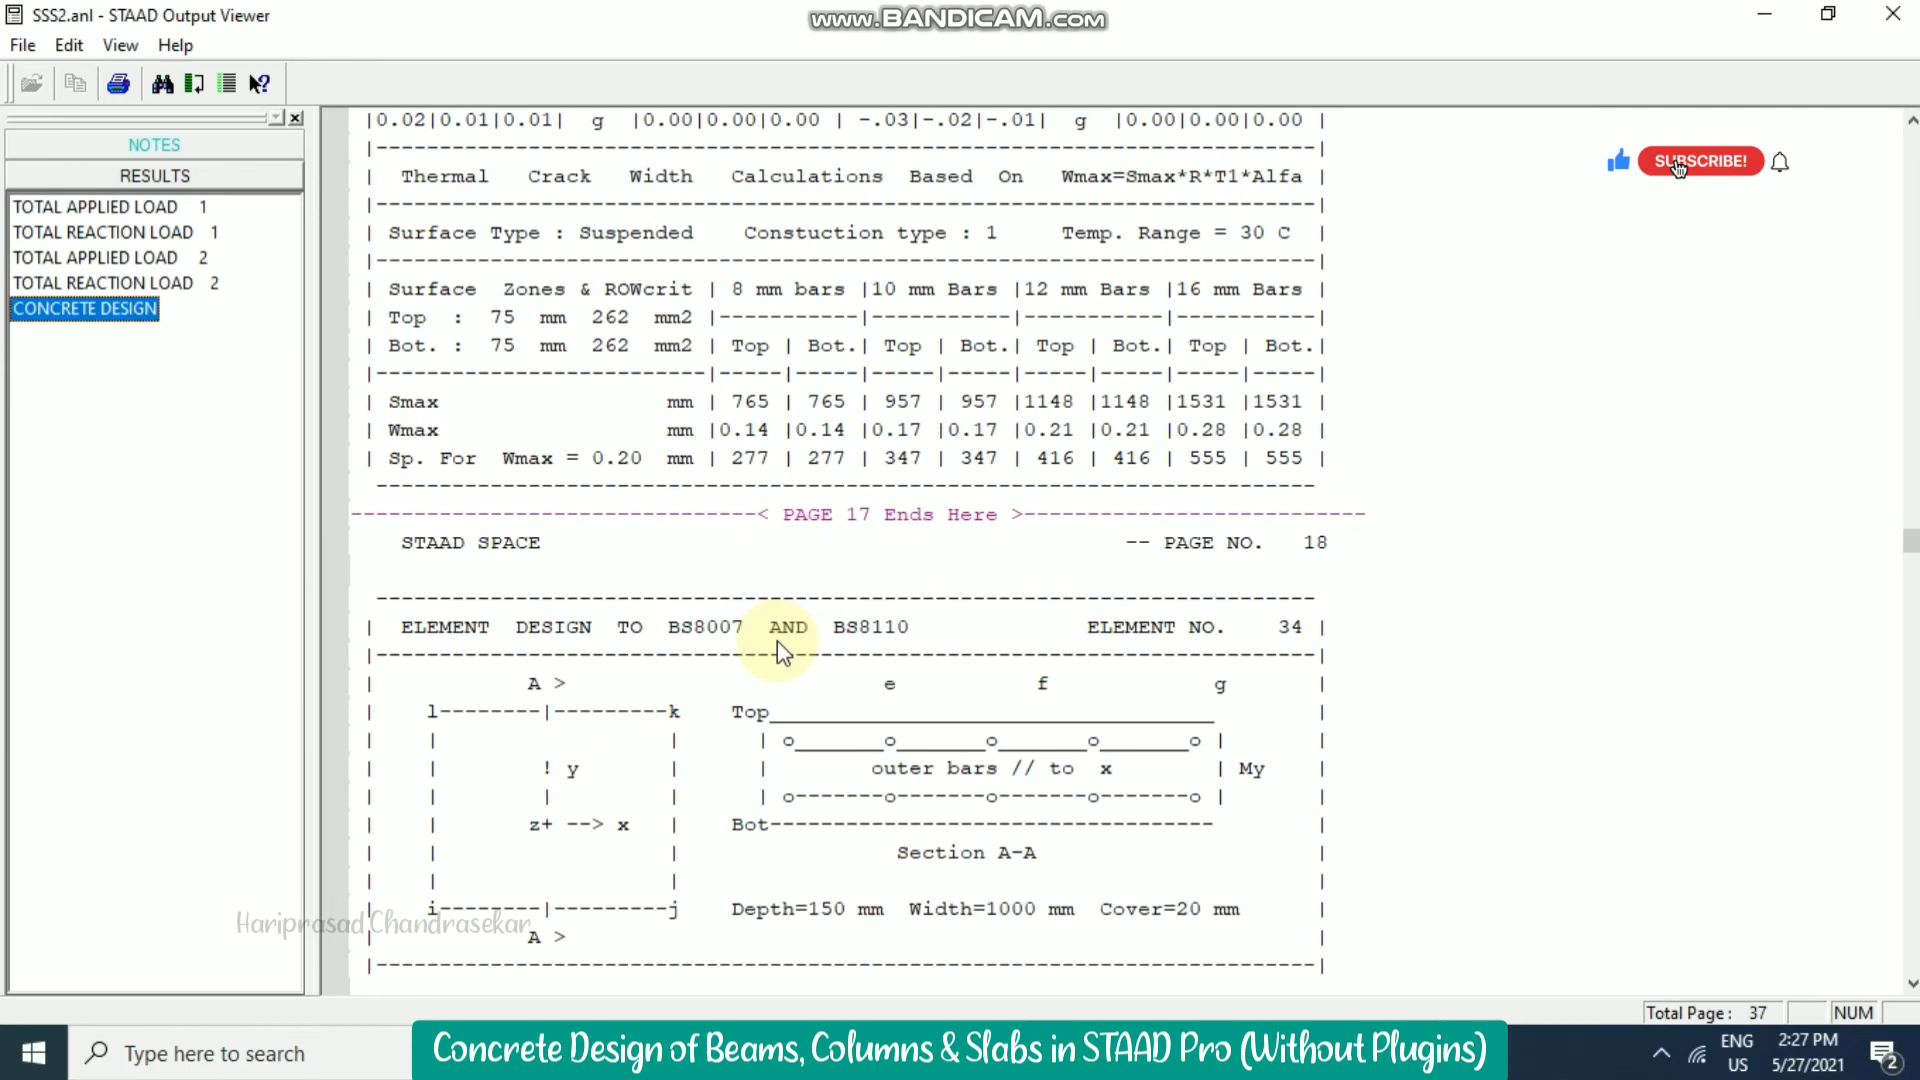 SSS2.anl - STAAD Output Viewer
www.BANDICAM.com
File Edit View Help
NOTES
RESULTS
TOTAL APPLIED LOAD 1
TOTAL REACTION LOAD 1
TOTAL APPLIED LOAD 2
TOTAL REACTION LOAD 2
CONCRETE DESIGN
|0.02|0.01|0.01| g |0.00|0.00|0.00 | -.03|-.02|-.01| g |0.00|0.00|0.00 |
SUBSCRIBE!
| Thermal Crack Width Calculations Based On Wmax=Smax*R*T1*Alfa |
| Surface Type : Suspended Constuction type : 1 Temp. Range = 30 C |
| Surface Zones & ROWcrit | 8 mm bars |10 mm Bars |12 mm Bars |16 mm Bars |
| Top : 75 mm 262 mm2 |-----------|-----------|-----------|-----------|
| Bot. : 75 mm 262 mm2 | Top | Bot.| Top | Bot.| Top | Bot.| Top | Bot.|
| Smax mm | 765 | 765 | 957 | 957 |1148 |1148 |1531 |1531 |
| Wmax mm |0.14 |0.14 |0.17 |0.17 |0.21 |0.21 |0.28 |0.28 |
| Sp. For Wmax = 0.20 mm | 277 | 277 | 347 | 347 | 416 | 416 | 555 | 555 |
< PAGE 17 Ends Here >
STAAD SPACE -- PAGE NO. 18
| ELEMENT DESIGN TO BS8007 AND BS8110 ELEMENT NO. 34 |
A > e f g
l--------|---------k Top
! y outer bars // to x | My
z+ --> x | Bot
Section A-A
i--------|---------j Depth=150 mm Width=1000 mm Cover=20 mm
A >
Hariprasad Chandrasekar
Total Page : 37 NUM
Type here to search
Concrete Design of Beams, Columns & Slabs in STAAD Pro (Without Plugins)
ENG
US
2:27 PM
5/27/2021
2